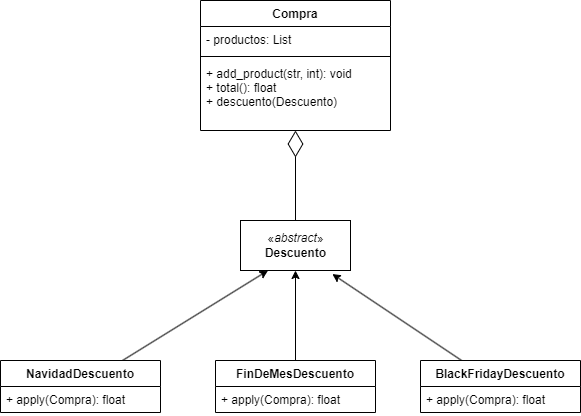 Compra
- productos: List
+ add_product(str, int): void
+ total(): float
+ descuento(Descuento)
«abstract»
Descuento
NavidadDescuento
+ apply(Compra): float
FinDeMesDescuento
+ apply(Compra): float
BlackFridayDescuento
+ apply(Compra): float